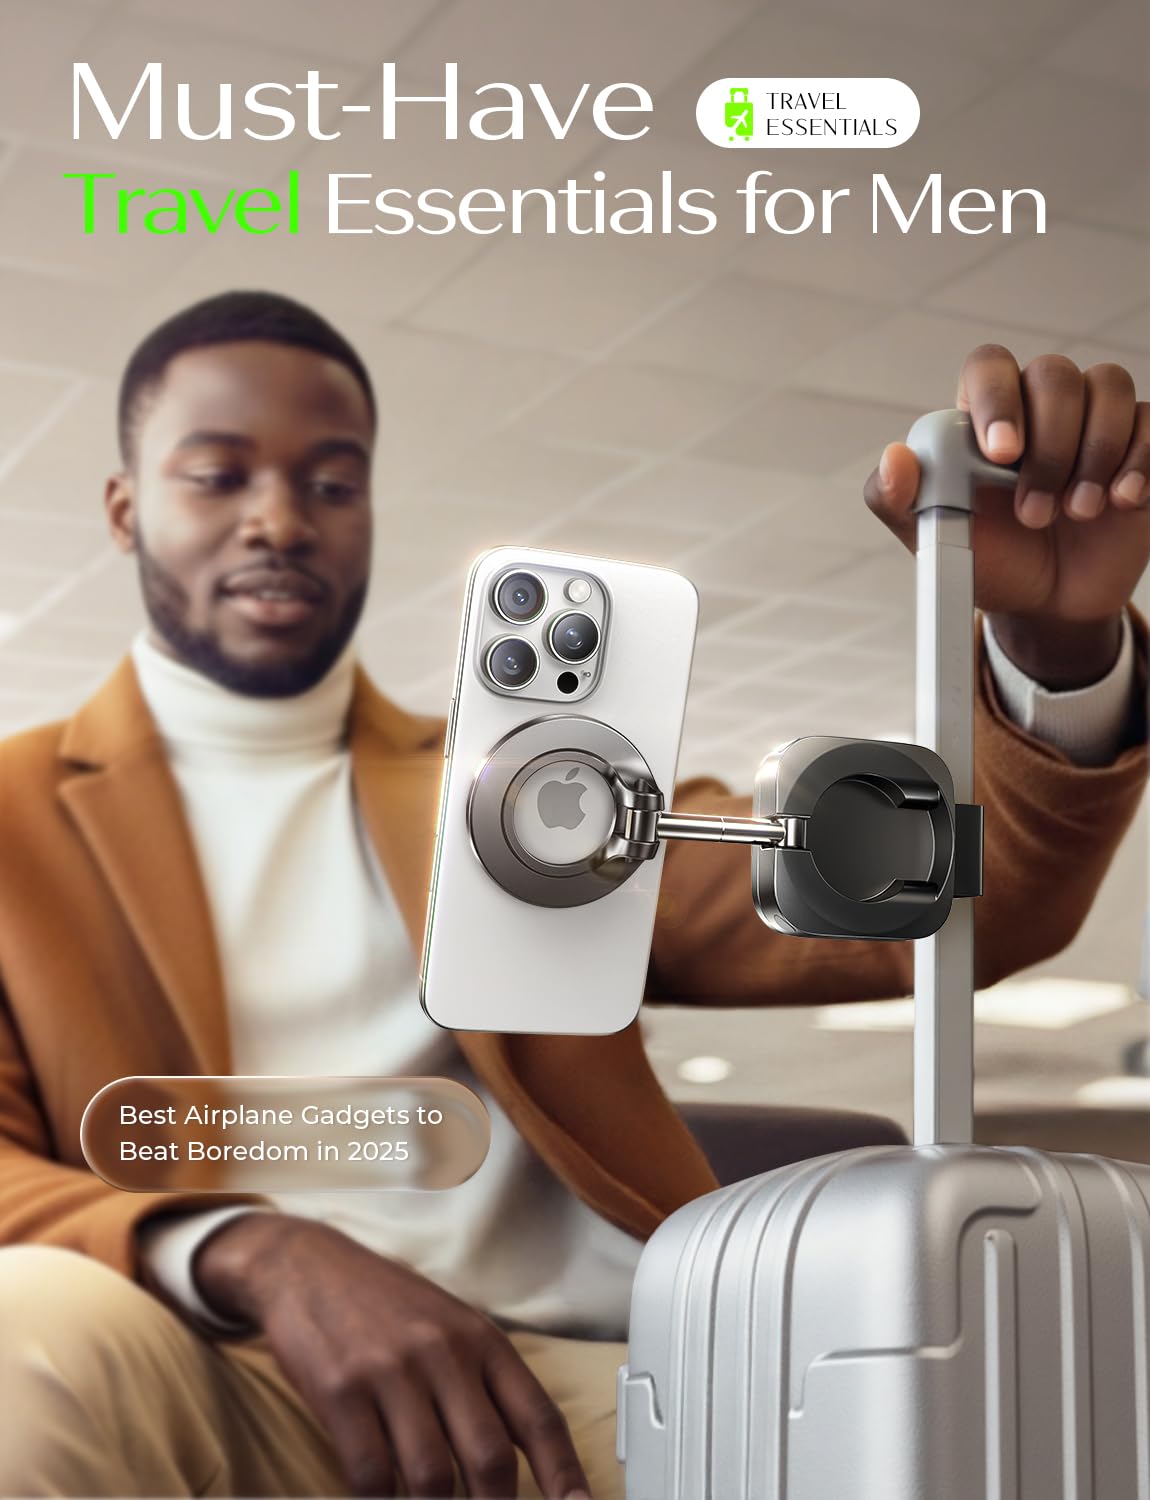 Must-Have
TRAVEL
ESSENTIALS
Travel Essentials for Men
Best Airplane Gadgets to
Beat Boredom in 2025